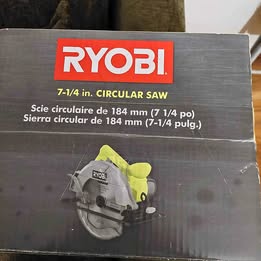 RYOBI
7-1/4 in. CIRCULAR SAW
Scie circulaire de 184 mm (7 1/4 po)
Sierra circular de 184 mm (7-1/4 pulg.)
RYOBI